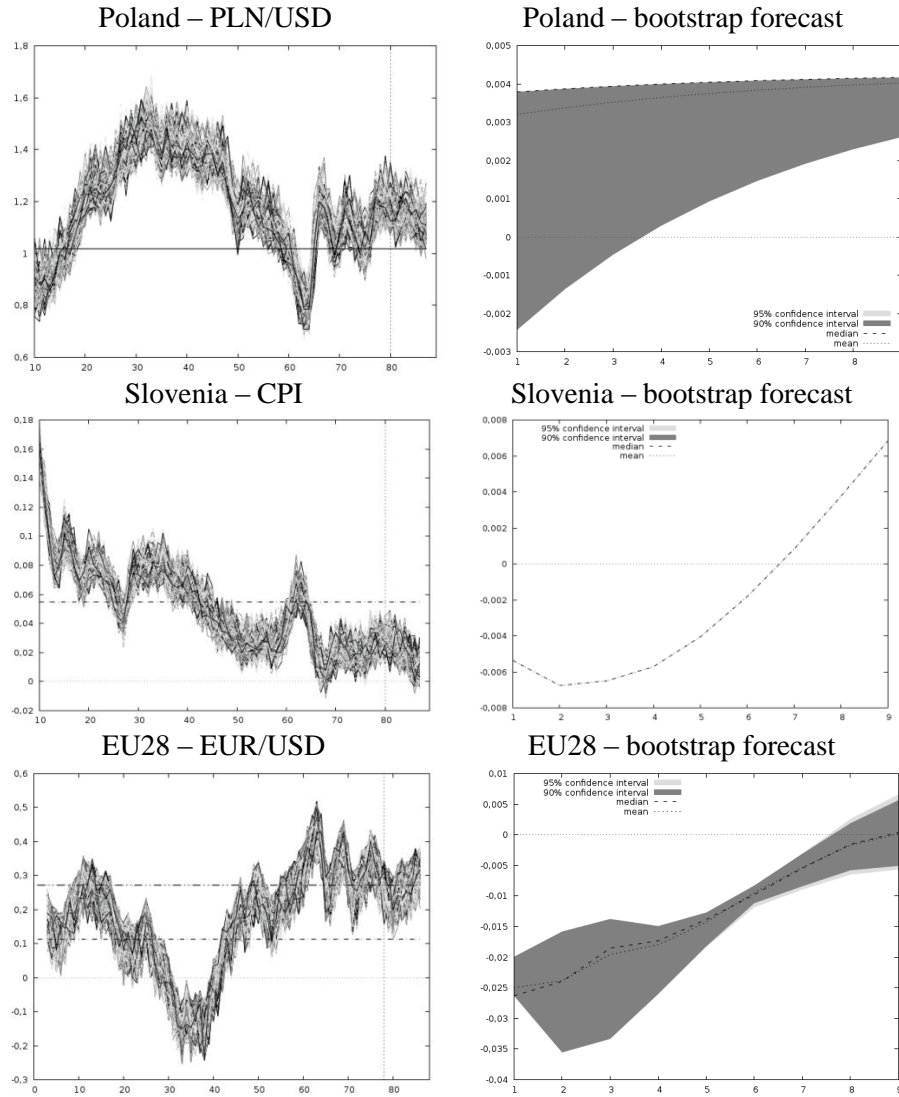 Poland – PLN/USD
1,8
1,6
1,4
1,2
1
0,8
0,6
10 20 30 40 50 60 70 80
Poland – bootstrap forecast
0,005
0,004
0,003
0,002
0,001
0
-0,001
-0,002
-0,003
95% confidence interval
90% confidence interval
median
mean
1 2 3 4 5 6 7 8
Slovenia – CPI
0,18
0,16
0,14
0,12
0,1
0,08
0,06
0,04
0,02
0
-0,02
10 20 30 40 50 60 70 80
Slovenia – bootstrap forecast
0,008
0,006
0,004
0,002
0
-0,002
-0,004
-0,006
-0,008
95% confidence interval
90% confidence interval
median
mean
1 2 3 4 5 6 7 8 9
EU28 – EUR/USD
0,6
0,5
0,4
0,3
0,2
0,1
0
-0,1
-0,2
-0,3
0 10 20 30 40 50 60 70 80
EU28 – bootstrap forecast
0,01
0,005
0
-0,005
-0,01
-0,015
-0,02
-0,025
-0,03
-0,035
-0,04
95% confidence interval
90% confidence interval
median
mean
1 2 3 4 5 6 7 8 9